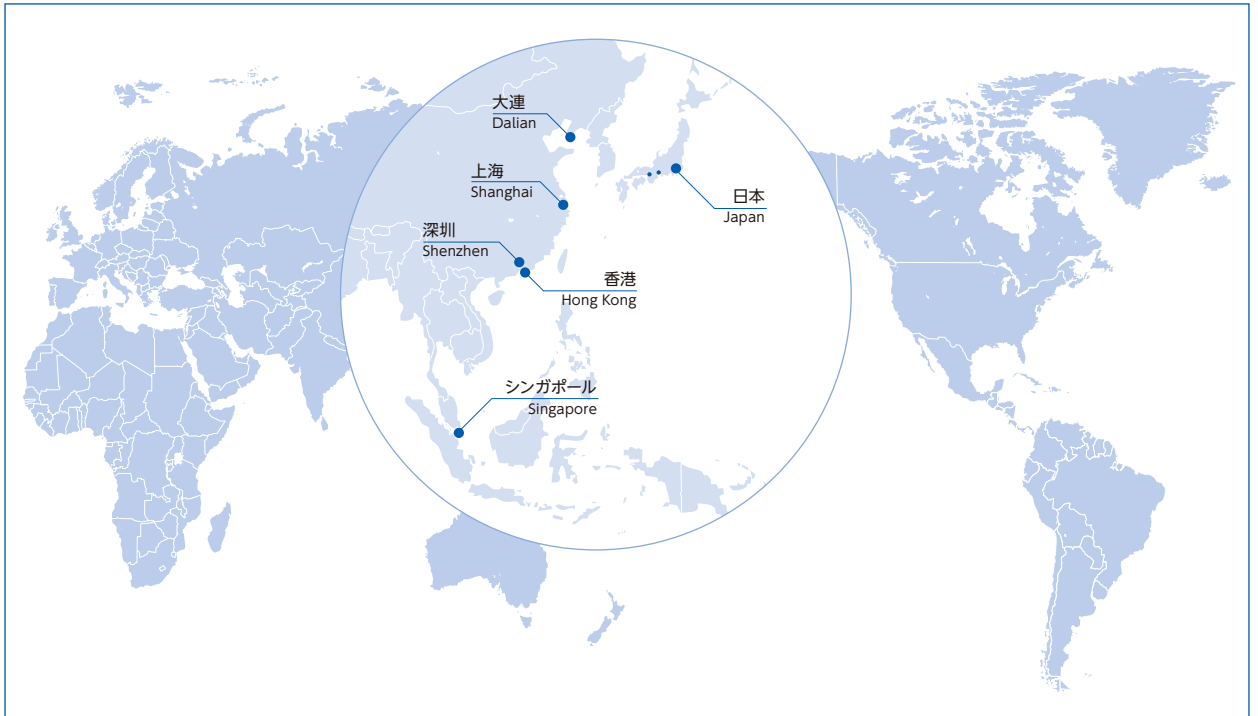 大連
Dalian
上海
Shanghai
日本
Japan
深圳
Shenzhen
香港
Hong Kong
シンガポール
Singapore